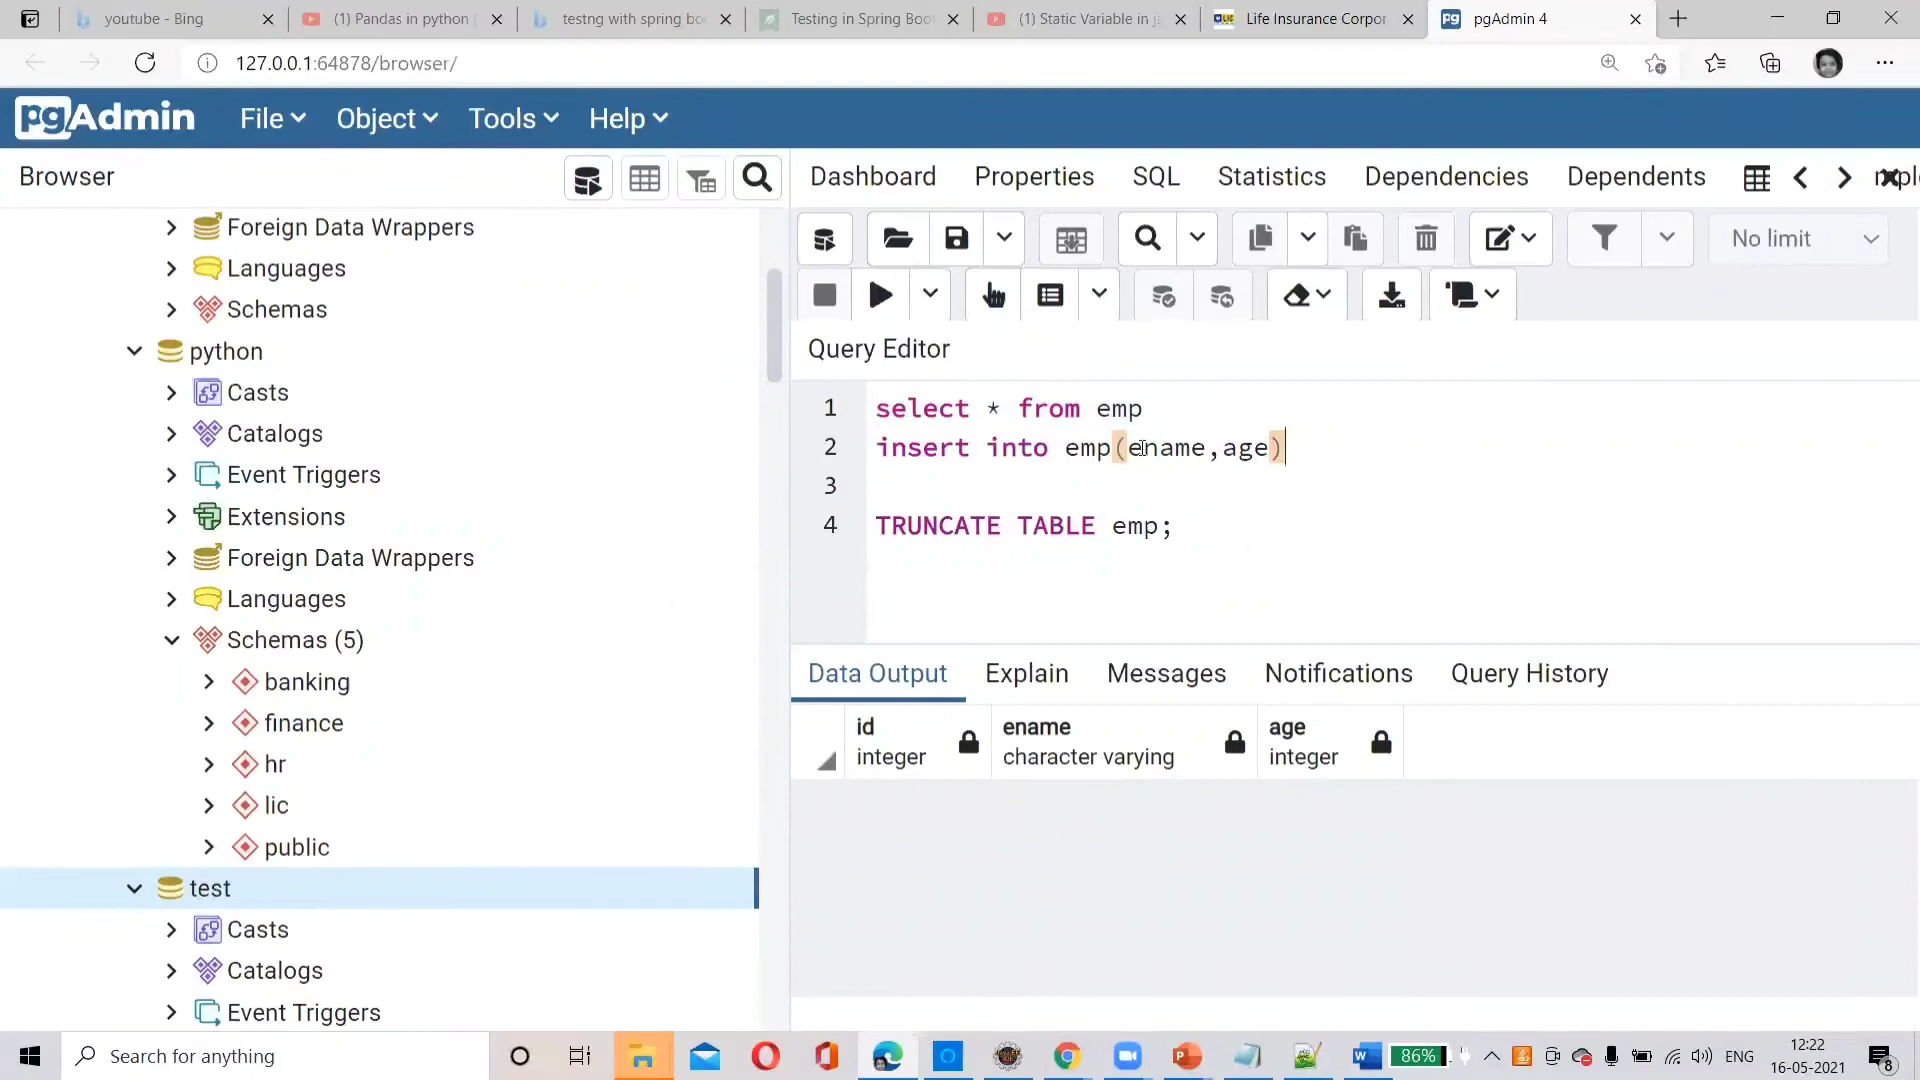 youtube - Bing
(1) Pandas in python
testng with spring bo
Testing in Spring Boo
(1) Static Variable in j
LIC
Life Insurance Corpor
pgAdmin 4
127.0.0.1:64878/browser/
pgAdmin
File
Object
Tools
Help
Browser
Dashboard
Properties
SQL
Statistics
Dependencies
Dependents
No limit
Query Editor
1 select * from emp
2 insert into emp(ename,age)
3
4 TRUNCATE TABLE emp;
Foreign Data Wrappers
Languages
Schemas
python
Casts
Catalogs
Event Triggers
Extensions
Foreign Data Wrappers
Languages
Schemas (5)
banking
finance
hr
lic
public
test
Casts
Catalogs
Event Triggers
Data Output
Explain
Messages
Notifications
Query History
id
integer
ename
character varying
age
integer
Search for anything
86%
ENG
12:22
16-05-2021
8